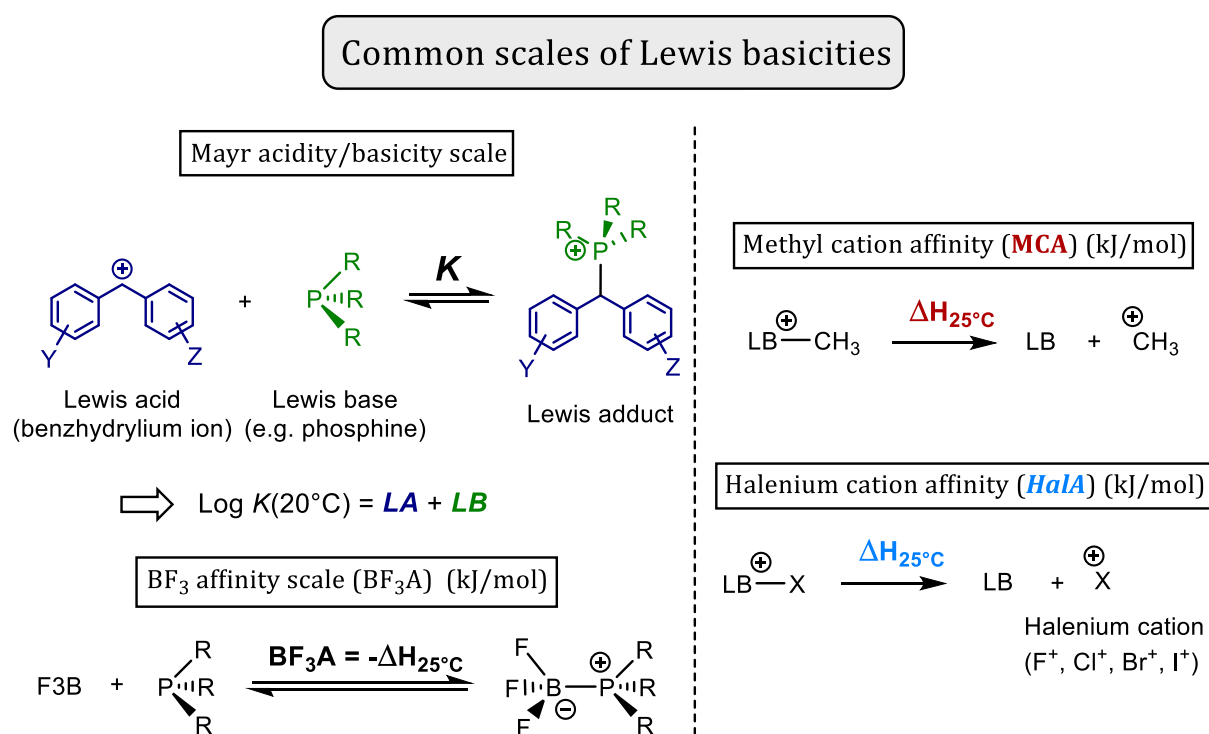 Common scales of Lewis basicities
Mayr acidity/basicity scale
⊕
Y
Z
+
P
R
R
R
K
R
R
R
⊕
P
Y
Z
Lewis acid
(benzhydrylium ion)
Lewis base
(e.g. phosphine)
Lewis adduct
Log K(20°C) = LA + LB
BF₃ affinity scale (BF₃A) (kJ/mol)
F3B + P
R
R
R
BF₃A = -ΔH₂₅°C
F
F
F
B
⊖
⊕
P
R
R
R
Methyl cation affinity (MCA) (kJ/mol)
⊕
LB—CH₃
ΔH₂₅°C
LB + CH₃
⊕
Halenium cation affinity (HalA) (kJ/mol)
⊕
LB—X
ΔH₂₅°C
LB + X
⊕
Halenium cation
(F⁺, Cl⁺, Br⁺, I⁺)